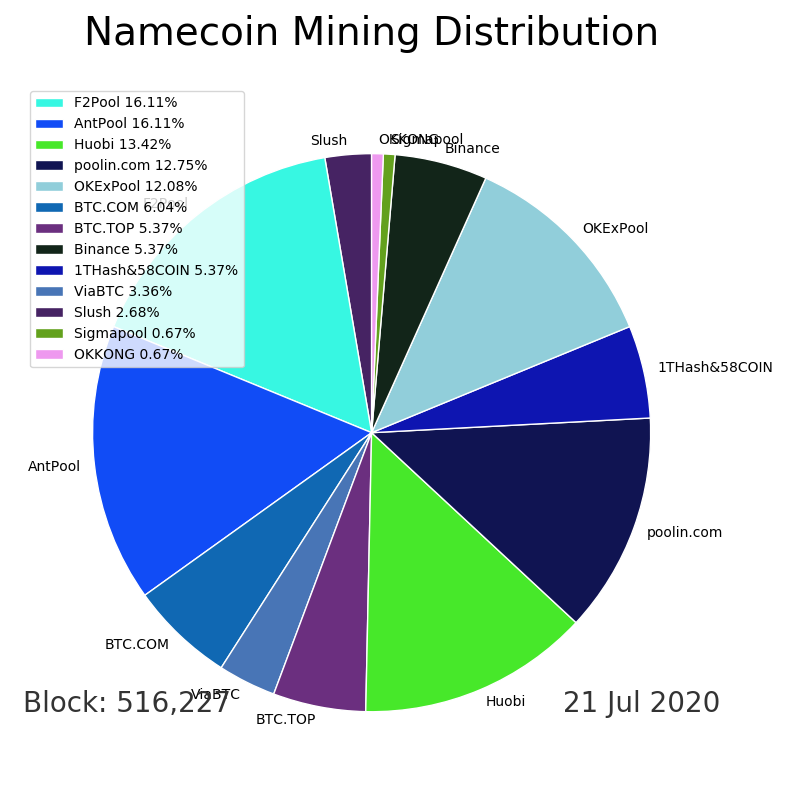 Namecoin Mining Distribution
F2Pool 16.11%
AntPool 16.11%
Huobi 13.42%
poolin.com 12.75%
OKExPool 12.08%
BTC.COM 6.04%
BTC.TOP 5.37%
Binance 5.37%
1THash&58COIN 5.37%
ViaBTC 3.36%
Slush 2.68%
Sigmapool 0.67%
OKKONG 0.67%
Slush
OKKONG
Sigmapool
Binance
F2Pool
OKExPool
1THash&58COIN
AntPool
poolin.com
BTC.COM
ViaBTC
BTC.TOP
Huobi
Block: 516,227
21 Jul 2020